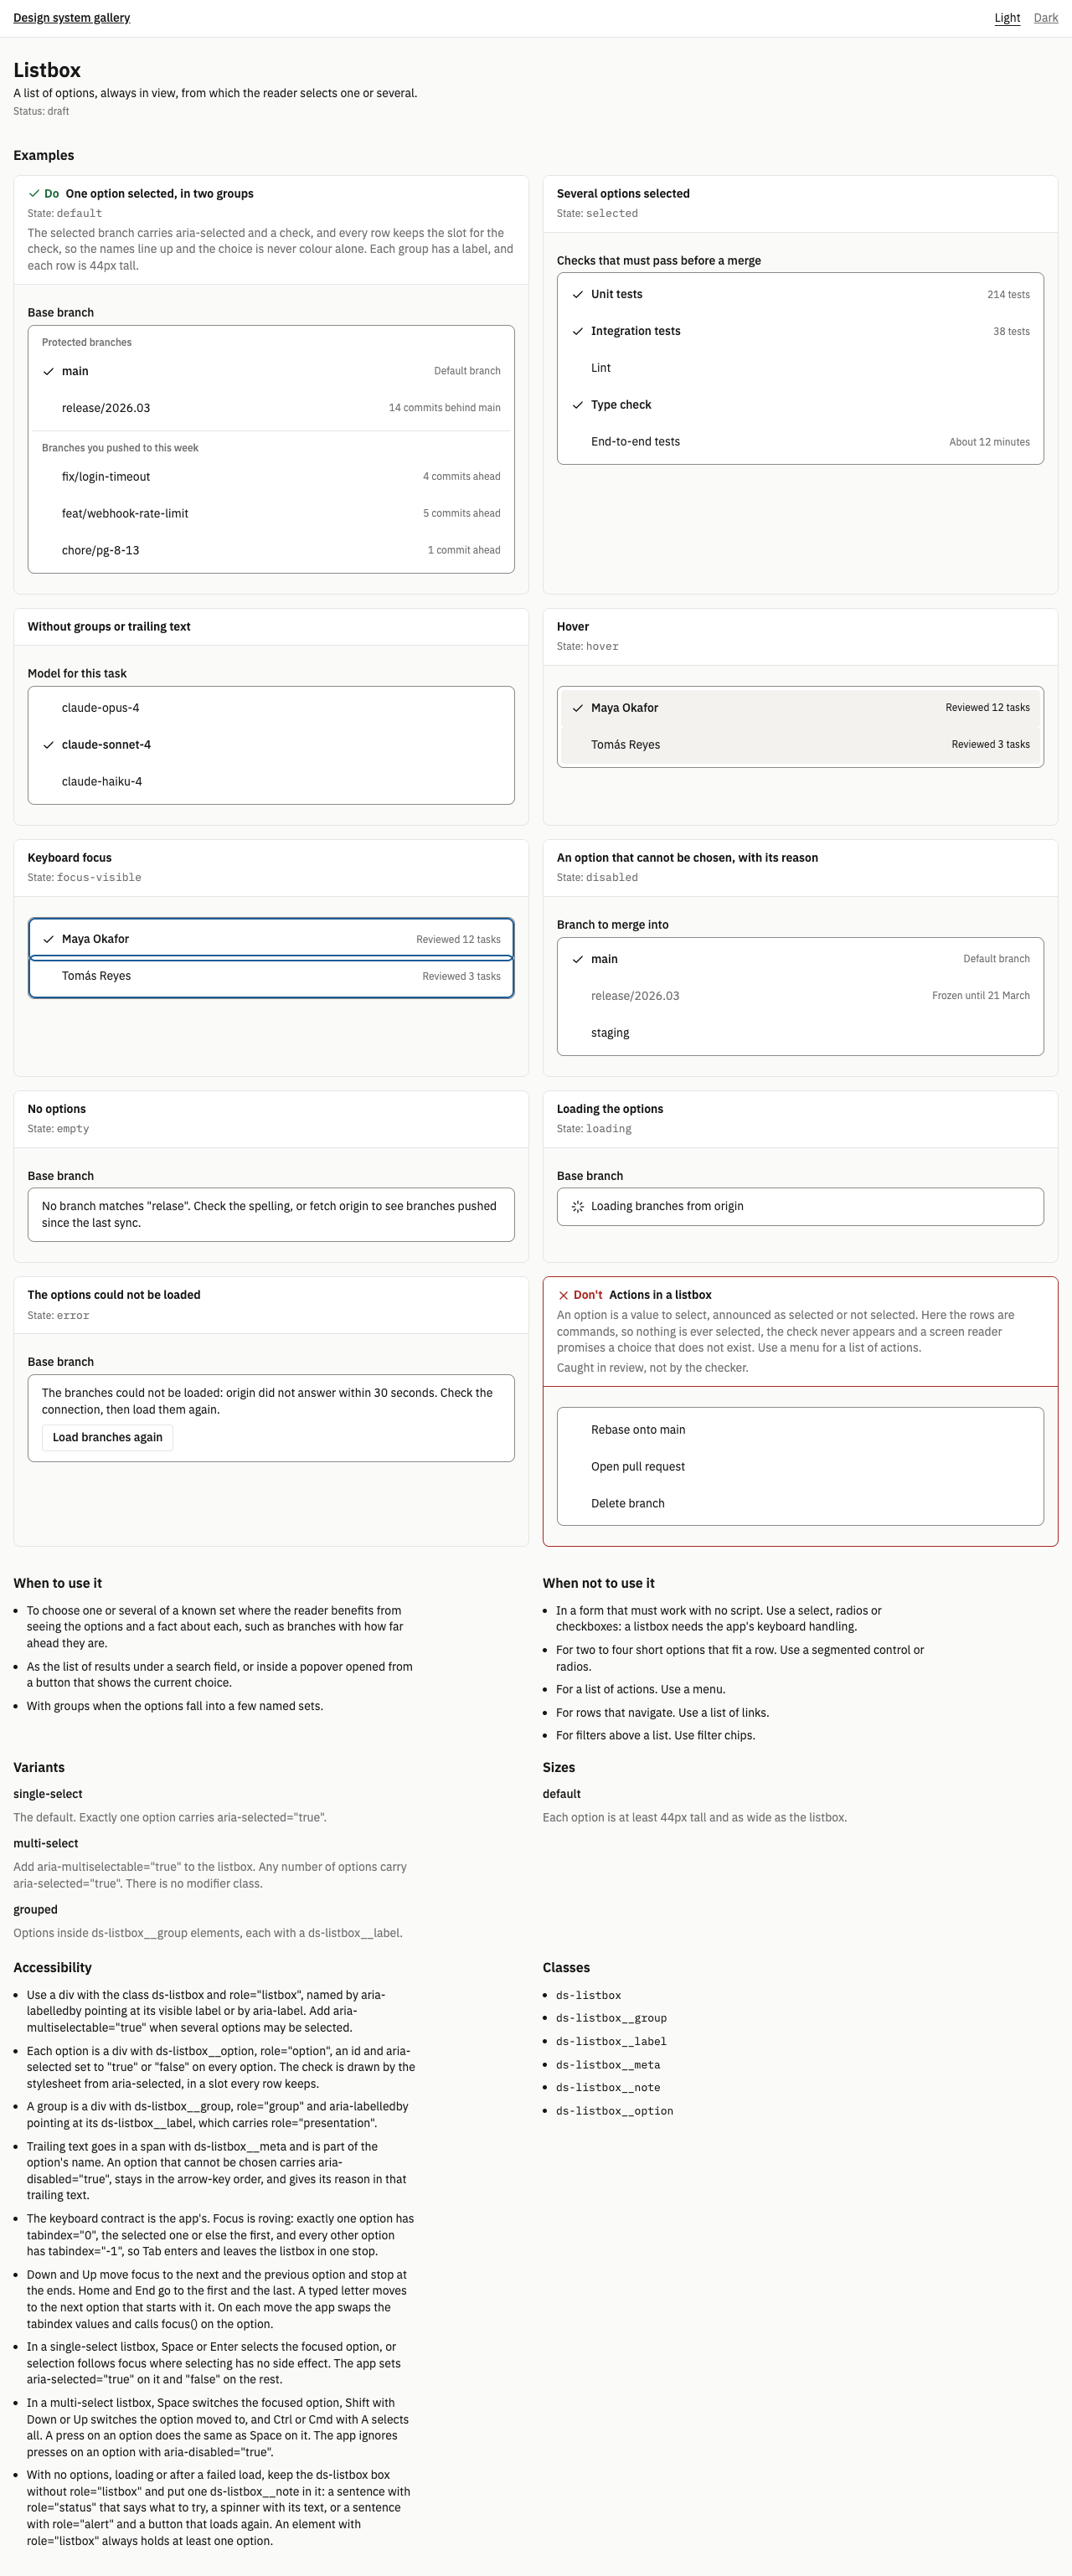 Design system gallery
Light
Dark
Listbox
A list of options, always in view, from which the reader selects one or several.
Status: draft
Examples
Do One option selected, in two groups
State: default
The selected branch carries aria-selected and a check, and every row keeps the slot for the
check, so the names line up and the choice is never colour alone. Each group has a label, and
each row is 44px tall.
Base branch
Protected branches
main Default branch
release/2026.03 14 commits behind main
Branches you pushed to this week
fix/login-timeout 4 commits ahead
feat/webhook-rate-limit 5 commits ahead
chore/pg-8-13 1 commit ahead
Several options selected
State: selected
Checks that must pass before a merge
Unit tests 214 tests
Integration tests 38 tests
Lint
Type check
End-to-end tests About 12 minutes
Without groups or trailing text
Model for this task
claude-opus-4
claude-sonnet-4
claude-haiku-4
Hover
State: hover
Maya Okafor Reviewed 12 tasks
Tomás Reyes Reviewed 3 tasks
Keyboard focus
State: focus-visible
Maya Okafor Reviewed 12 tasks
Tomás Reyes Reviewed 3 tasks
An option that cannot be chosen, with its reason
State: disabled
Branch to merge into
main Default branch
release/2026.03 Frozen until 21 March
staging
No options
State: empty
Base branch
No branch matches "relase". Check the spelling, or fetch origin to see branches pushed
since the last sync.
Loading the options
State: loading
Base branch
Loading branches from origin
The options could not be loaded
State: error
Base branch
The branches could not be loaded: origin did not answer within 30 seconds. Check the
connection, then load them again.
Load branches again
Don't Actions in a listbox
An option is a value to select, announced as selected or not selected. Here the rows are
commands, so nothing is ever selected, the check never appears and a screen reader
promises a choice that does not exist. Use a menu for a list of actions.
Caught in review, not by the checker.
Rebase onto main
Open pull request
Delete branch
When to use it
To choose one or several of a known set where the reader benefits from
seeing the options and a fact about each, such as branches with how far
ahead they are.
As the list of results under a search field, or inside a popover opened from
a button that shows the current choice.
With groups when the options fall into a few named sets.
When not to use it
In a form that must work with no script. Use a select, radios or
checkboxes: a listbox needs the app's keyboard handling.
For two to four short options that fit a row. Use a segmented control or
radios.
For a list of actions. Use a menu.
For rows that navigate. Use a list of links.
For filters above a list. Use filter chips.
Variants
single-select
The default. Exactly one option carries aria-selected="true".
multi-select
Add aria-multiselectable="true" to the listbox. Any number of options carry
aria-selected="true". There is no modifier class.
grouped
Options inside ds-listbox__group elements, each with a ds-listbox__label.
Sizes
default
Each option is at least 44px tall and as wide as the listbox.
Accessibility
Use a div with the class ds-listbox and role="listbox", named by aria-
labelledby pointing at its visible label or by aria-label. Add aria-
multiselectable="true" when several options may be selected.
Each option is a div with ds-listbox__option, role="option", an id and aria-
selected set to "true" or "false" on every option. The check is drawn by the
stylesheet from aria-selected, in a slot every row keeps.
A group is a div with ds-listbox__group, role="group" and aria-labelledby
pointing at its ds-listbox__label, which carries role="presentation".
Trailing text goes in a span with ds-listbox__meta and is part of the
option's name. An option that cannot be chosen carries aria-
disabled="true", stays in the arrow-key order, and gives its reason in that
trailing text.
The keyboard contract is the app's. Focus is roving: exactly one option has
tabindex="0", the selected one or else the first, and every other option
has tabindex="-1", so Tab enters and leaves the listbox in one stop.
Down and Up move focus to the next and the previous option and stop at
the ends. Home and End go to the first and the last. A typed letter moves
to the next option that starts with it. On each move the app swaps the
tabindex values and calls focus() on the option.
In a single-select listbox, Space or Enter selects the focused option, or
selection follows focus where selecting has no side effect. The app sets
aria-selected="true" on it and "false" on the rest.
In a multi-select listbox, Space switches the focused option, Shift with
Down or Up switches the option moved to, and Ctrl or Cmd with A selects
all. A press on an option does the same as Space on it. The app ignores
presses on an option with aria-disabled="true".
With no options, loading or after a failed load, keep the ds-listbox box
without role="listbox" and put one ds-listbox__note in it: a sentence with
role="status" that says what to try, a spinner with its text, or a sentence
with role="alert" and a button that loads again. An element with
role="listbox" always holds at least one option.
Classes
ds-listbox
ds-listbox__group
ds-listbox__label
ds-listbox__meta
ds-listbox__note
ds-listbox__option